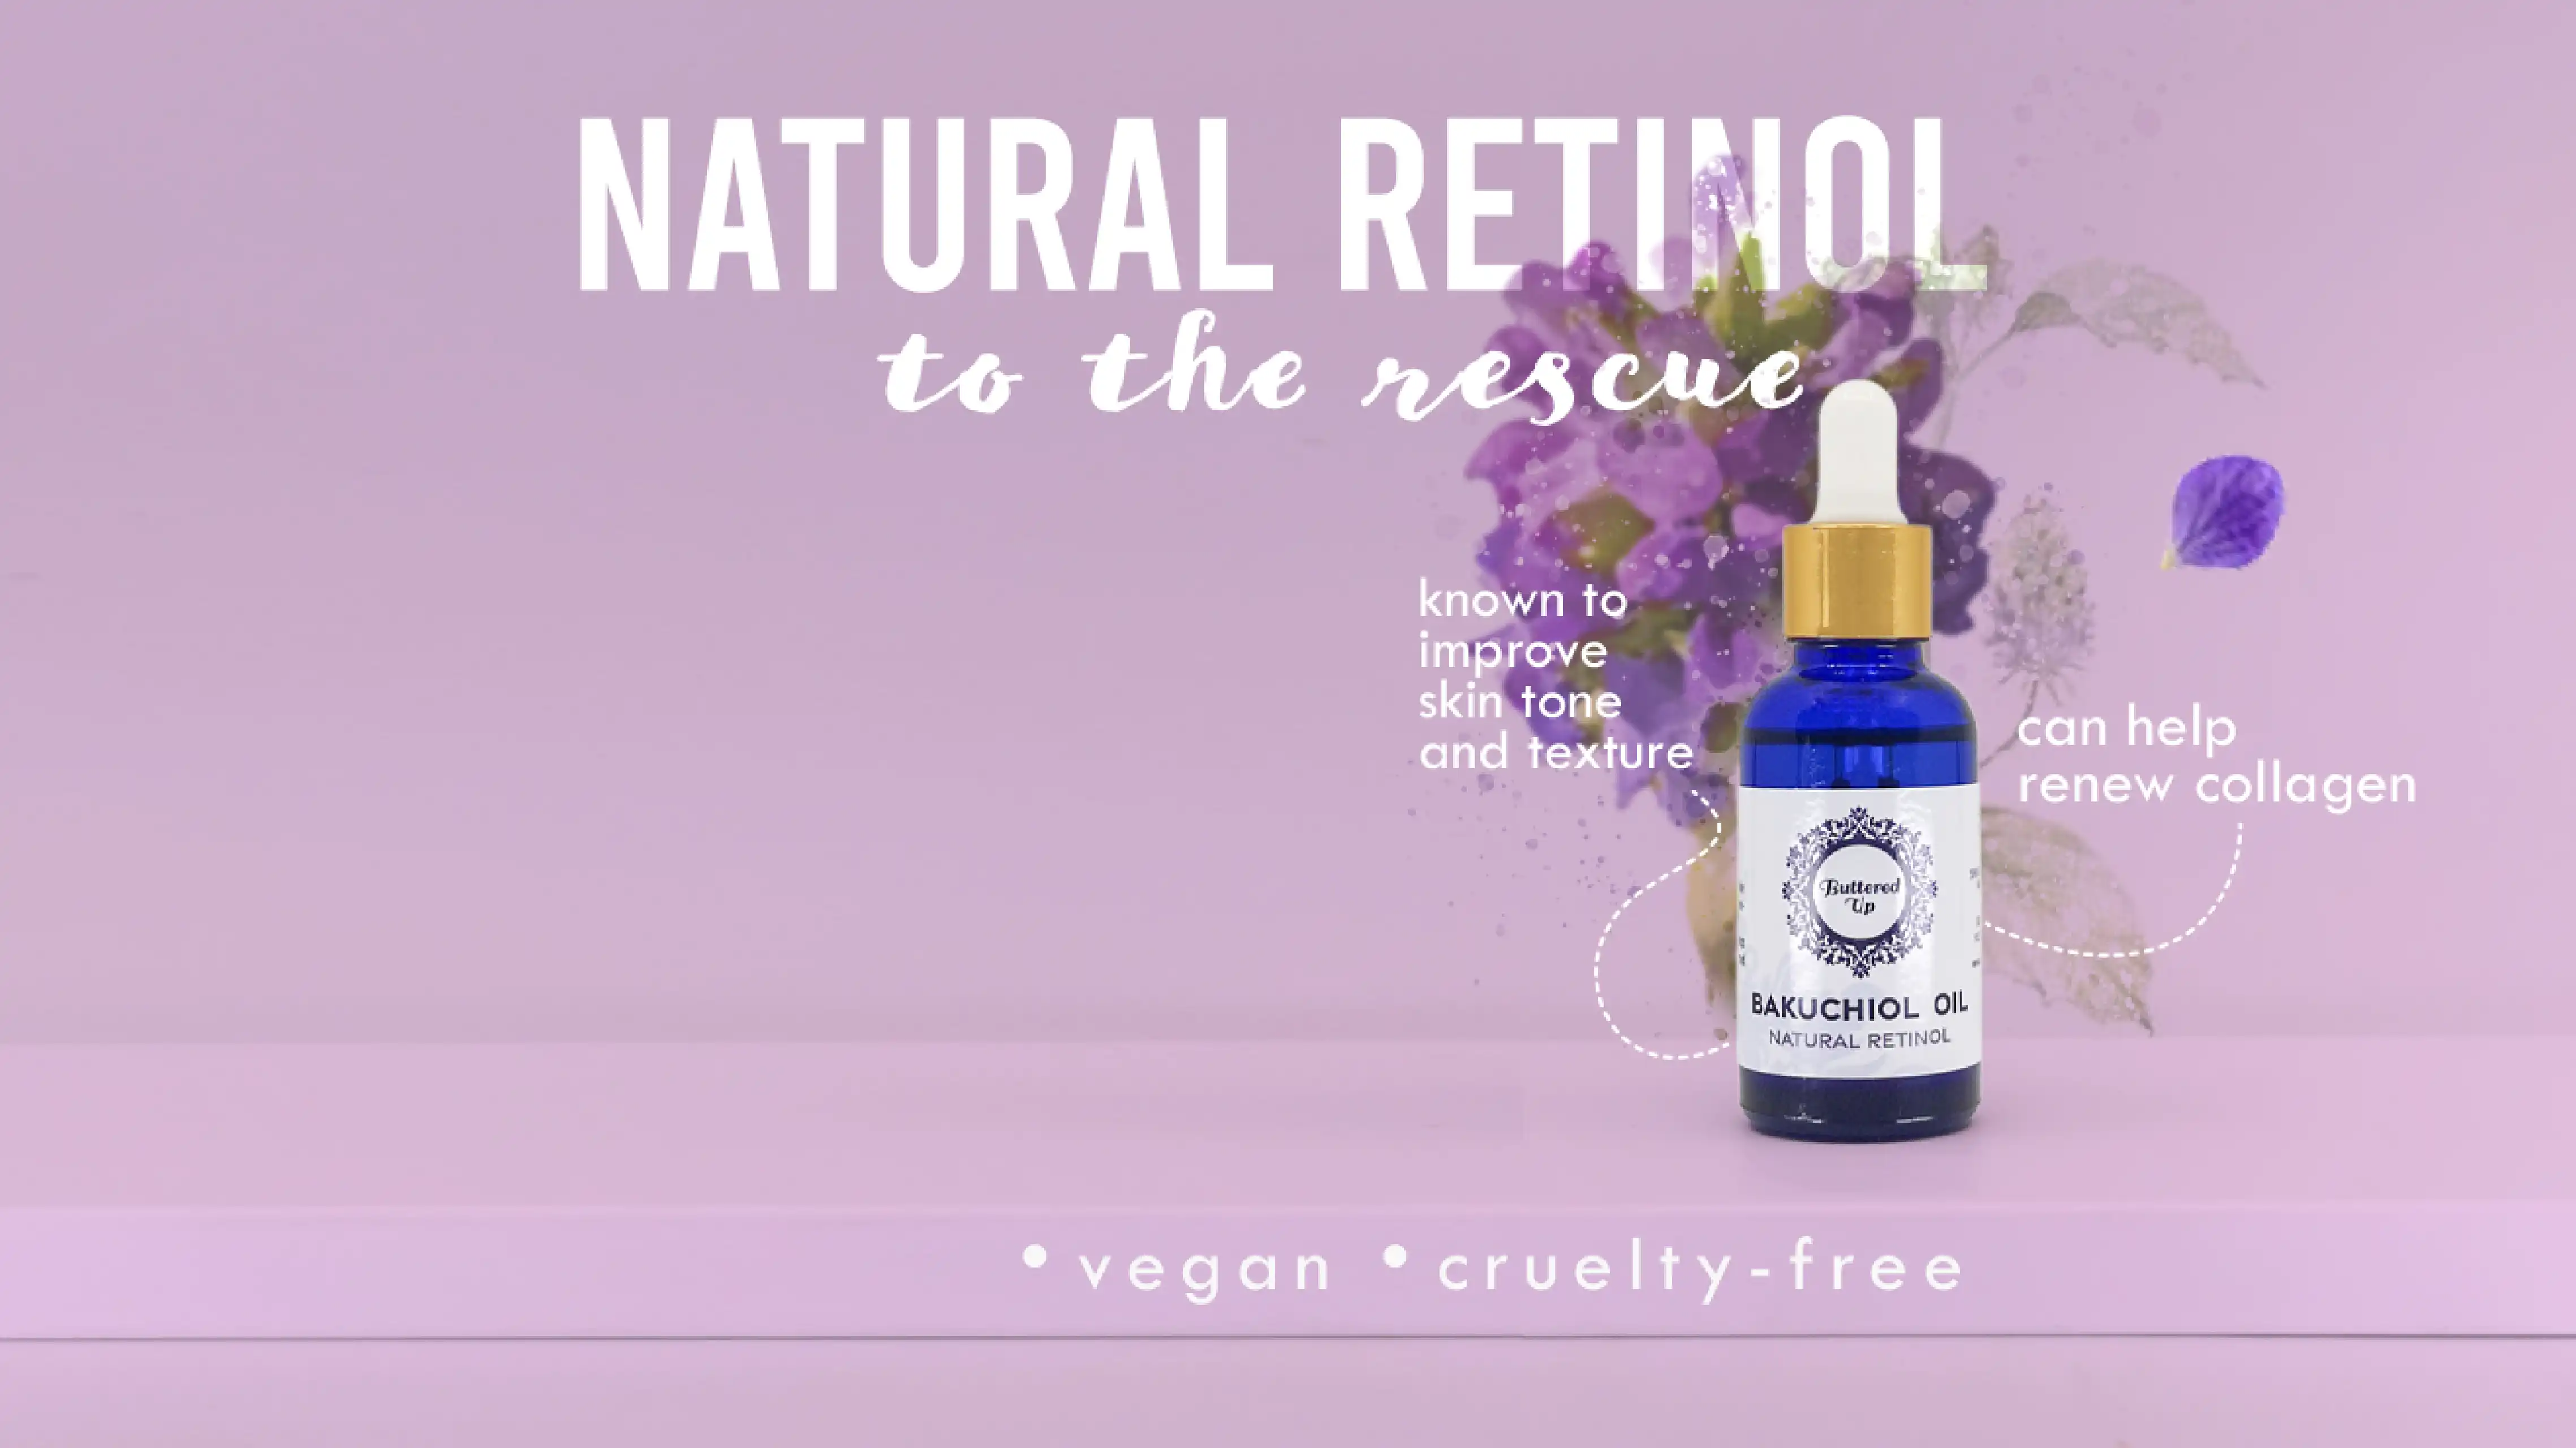 NATURAL RETINOL
to the rescue
known to
improve
skin tone
and texture
can help
renew collagen
Buttered
Up
BAKUCHIOL OIL
NATURAL RETINOL
• vegan • cruelty-free